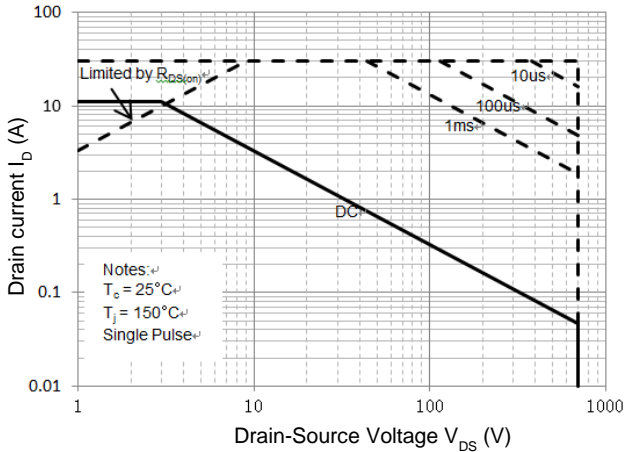 100
10
1
0.1
0.01
Drain current I_D (A)
Limited by R_DS(on)↵
10us↵
100us↵
1ms↵
DC↵
Notes:↵
T_c = 25°C↵
T_j = 150°C↵
Single Pulse↵
1 10 100 1000
Drain-Source Voltage V_DS (V)